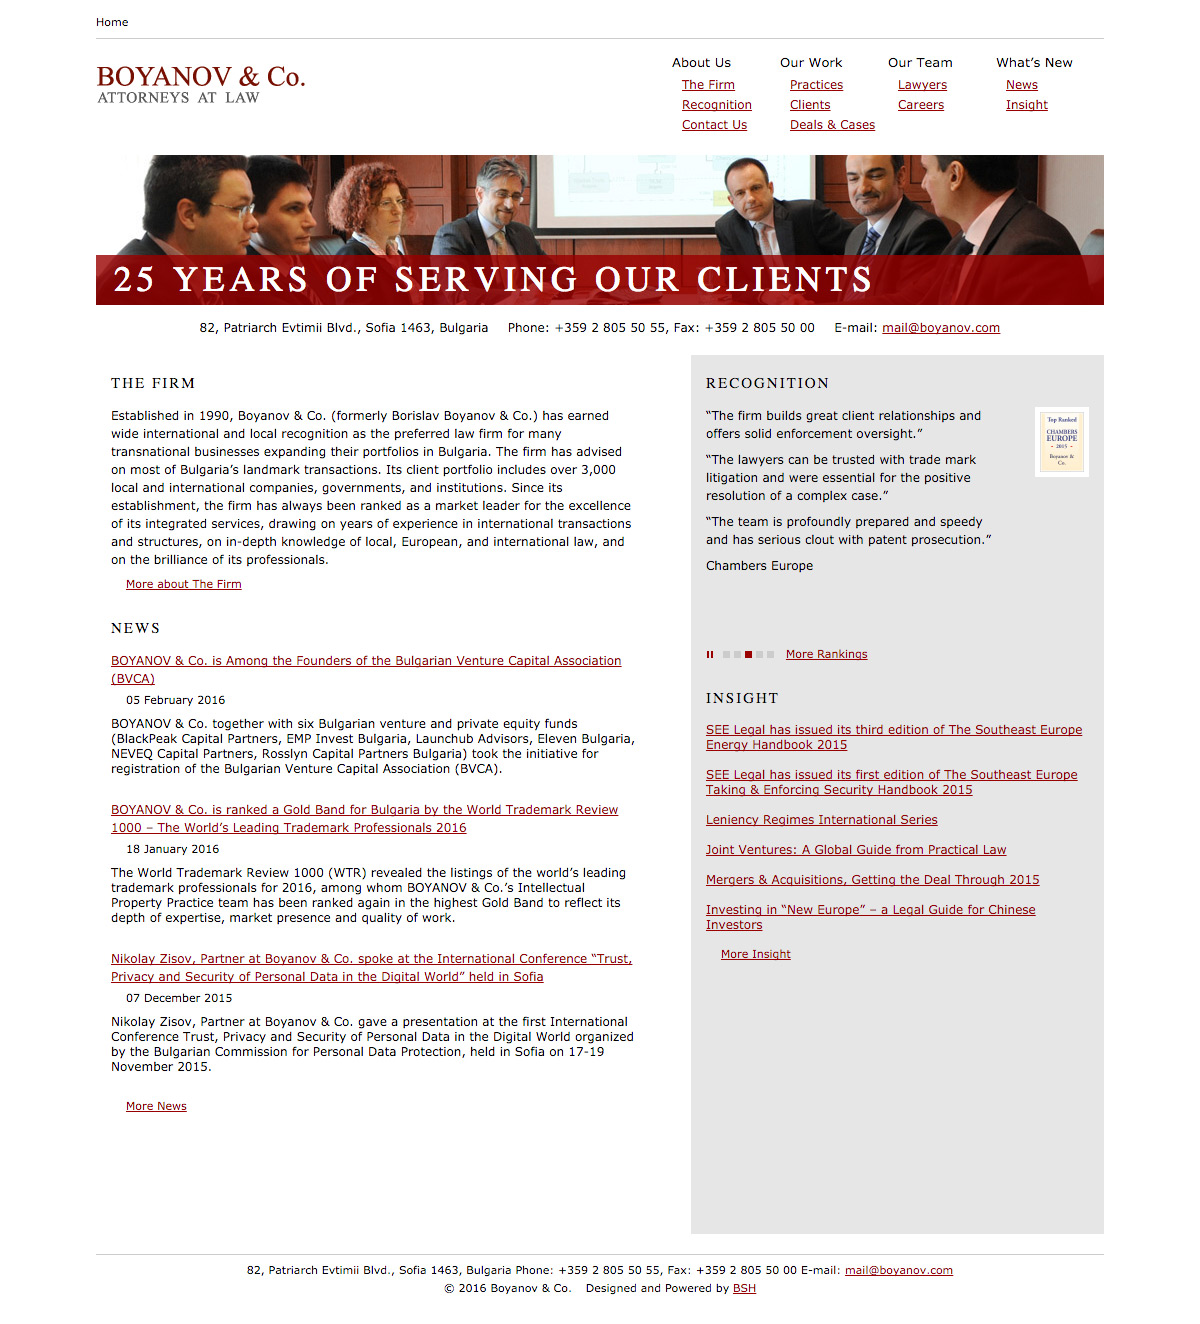 Home
BOYANOV & Co.
ATTORNEYS AT LAW
About Us
The Firm
Recognition
Contact Us
Our Work
Practices
Clients
Deals & Cases
Our Team
Lawyers
Careers
What’s New
News
Insight
25 YEARS OF SERVING OUR CLIENTS
82, Patriarch Evtimii Blvd., Sofia 1463, Bulgaria Phone: +359 2 805 50 55, Fax: +359 2 805 50 00 E-mail: mail@boyanov.com
THE FIRM
Established in 1990, Boyanov & Co. (formerly Borislav Boyanov & Co.) has earned
wide international and local recognition as the preferred law firm for many
transnational businesses expanding their portfolios in Bulgaria. The firm has advised
on most of Bulgaria’s landmark transactions. Its client portfolio includes over 3,000
local and international companies, governments, and institutions. Since its
establishment, the firm has always been ranked as a market leader for the excellence
of its integrated services, drawing on years of experience in international transactions
and structures, on in-depth knowledge of local, European, and international law, and
on the brilliance of its professionals.
More about The Firm
NEWS
BOYANOV & Co. is Among the Founders of the Bulgarian Venture Capital Association
(BVCA)
05 February 2016
BOYANOV & Co. together with six Bulgarian venture and private equity funds
(BlackPeak Capital Partners, EMP Invest Bulgaria, Launchub Advisors, Eleven Bulgaria,
NEVEQ Capital Partners, Rosslyn Capital Partners Bulgaria) took the initiative for
registration of the Bulgarian Venture Capital Association (BVCA).
BOYANOV & Co. is ranked a Gold Band for Bulgaria by the World Trademark Review
1000 – The World’s Leading Trademark Professionals 2016
18 January 2016
The World Trademark Review 1000 (WTR) revealed the listings of the world’s leading
trademark professionals for 2016, among whom BOYANOV & Co.’s Intellectual
Property Practice team has been ranked again in the highest Gold Band to reflect its
depth of expertise, market presence and quality of work.
Nikolay Zisov, Partner at Boyanov & Co. spoke at the International Conference “Trust,
Privacy and Security of Personal Data in the Digital World” held in Sofia
07 December 2015
Nikolay Zisov, Partner at Boyanov & Co. gave a presentation at the first International
Conference Trust, Privacy and Security of Personal Data in the Digital World organized
by the Bulgarian Commission for Personal Data Protection, held in Sofia on 17-19
November 2015.
More News
RECOGNITION
“The firm builds great client relationships and
offers solid enforcement oversight.”
“The lawyers can be trusted with trade mark
litigation and were essential for the positive
resolution of a complex case.”
“The team is profoundly prepared and speedy
and has serious clout with patent prosecution.”
Chambers Europe
Top Ranked
CHAMBERS
EUROPE
- 2015 -
Boyanov &
Co.
More Rankings
INSIGHT
SEE Legal has issued its third edition of The Southeast Europe
Energy Handbook 2015
SEE Legal has issued its first edition of The Southeast Europe
Taking & Enforcing Security Handbook 2015
Leniency Regimes International Series
Joint Ventures: A Global Guide from Practical Law
Mergers & Acquisitions, Getting the Deal Through 2015
Investing in “New Europe” – a Legal Guide for Chinese
Investors
More Insight
82, Patriarch Evtimii Blvd., Sofia 1463, Bulgaria Phone: +359 2 805 50 55, Fax: +359 2 805 50 00 E-mail: mail@boyanov.com
© 2016 Boyanov & Co. Designed and Powered by BSH